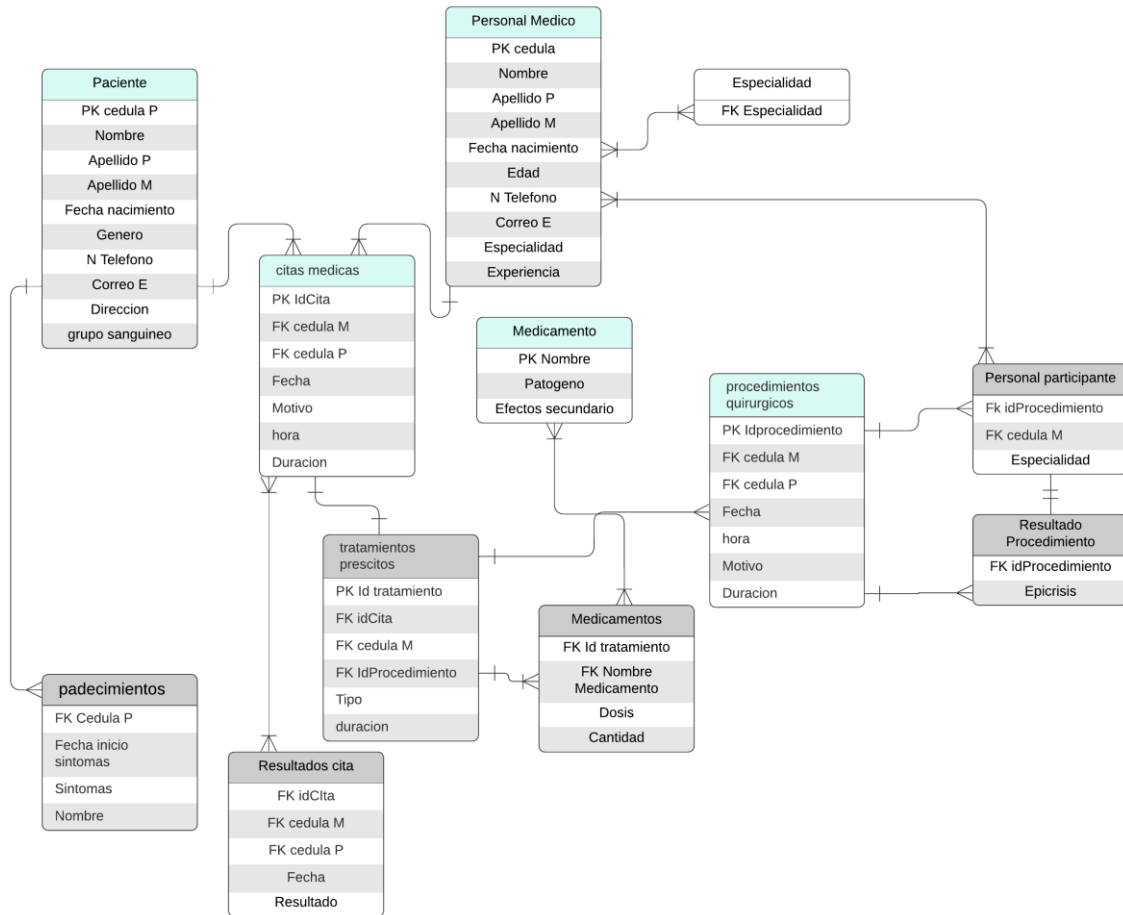 Personal Medico
PK cedula
Nombre
Apellido P
Apellido M
Fecha nacimiento
Edad
N Telefono
Correo E
Especialidad
Experiencia
Especialidad
FK Especialidad
Paciente
PK cedula P
Nombre
Apellido P
Apellido M
Fecha nacimiento
Genero
N Telefono
Correo E
Direccion
grupo sanguineo
citas medicas
PK IdCita
FK cedula M
FK cedula P
Fecha
Motivo
hora
Duracion
Medicamento
PK Nombre
Patogeno
Efectos secundario
procedimientos
quirurgicos
PK Idprocedimiento
FK cedula M
FK cedula P
Fecha
hora
Motivo
Duracion
Personal participante
Fk idProcedimiento
FK cedula M
Especialidad
Resultado
Procedimiento
FK idProcedimiento
Epicrisis
tratamientos
prescitos
PK Id tratamiento
FK idCita
FK cedula M
FK IdProcedimiento
Tipo
duracion
Medicamentos
FK Id tratamiento
FK Nombre
Medicamento
Dosis
Cantidad
padecimientos
FK Cedula P
Fecha inicio
sintomas
Sintomas
Nombre
Resultados cita
FK idCIta
FK cedula M
FK cedula P
Fecha
Resultado